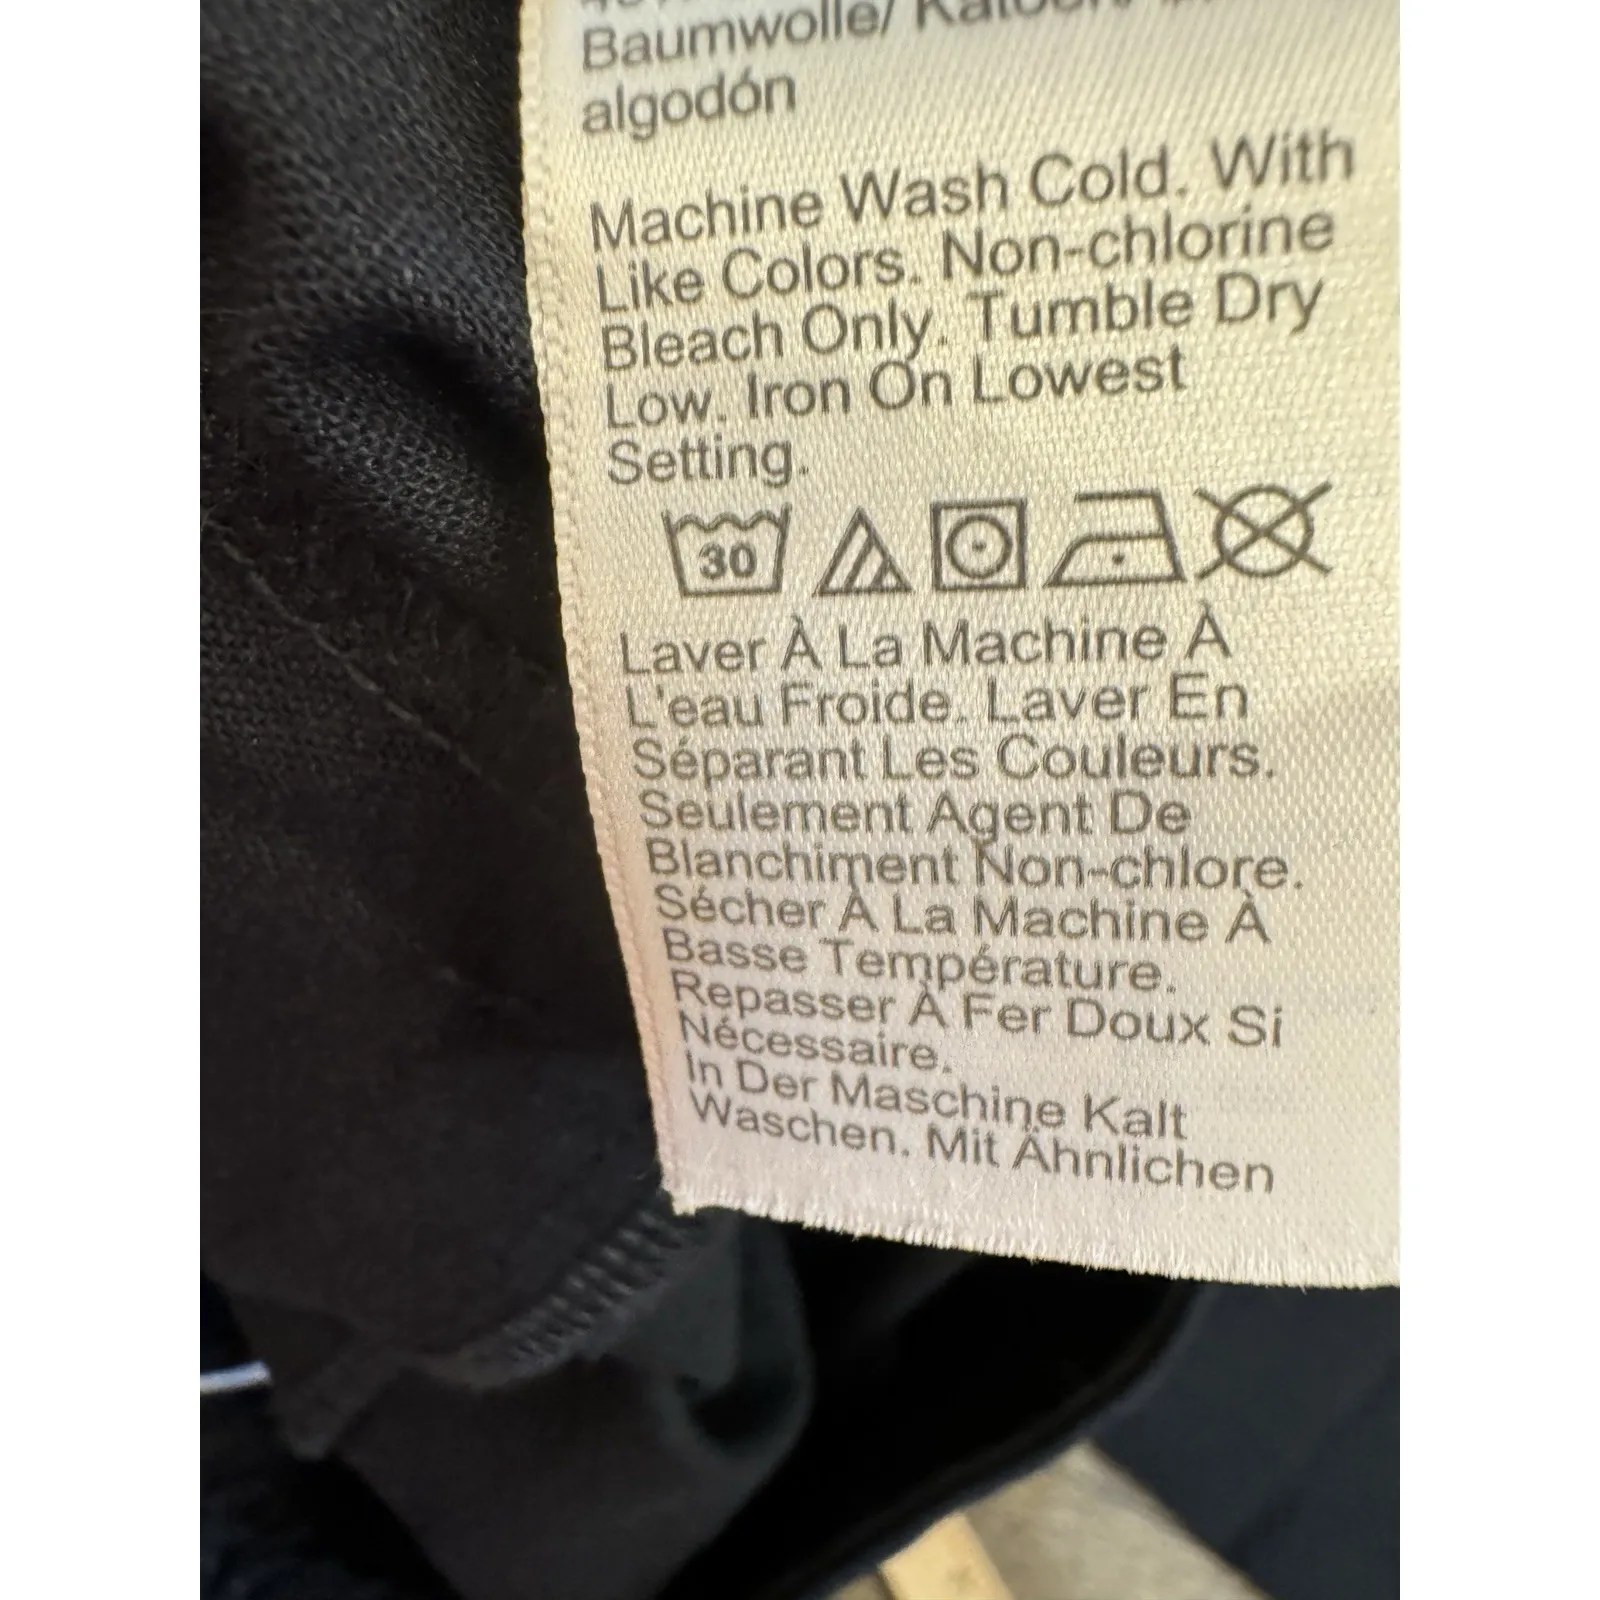 Baumwolle/
algodón
Machine Wash Cold. With
Like Colors. Non-chlorine
Bleach Only. Tumble Dry
Low. Iron On Lowest
Setting.
30
Laver À La Machine À
L'eau Froide. Laver En
Séparant Les Couleurs.
Seulement Agent De
Blanchiment Non-chlore.
Sécher À La Machine À
Basse Température.
Repasser À Fer Doux Si
Nécessaire.
In Der Maschine Kalt
Waschen. Mit Ähnlichen